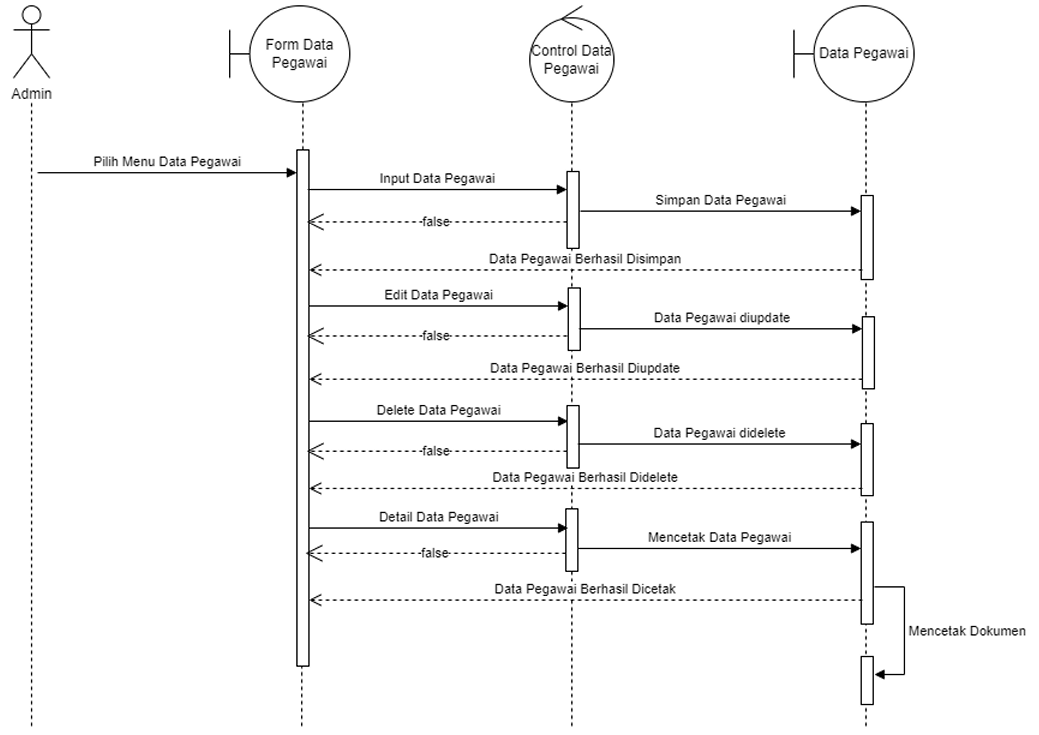 Admin
Form Data
Pegawai
Control Data
Pegawai
Data Pegawai
Pilih Menu Data Pegawai
Input Data Pegawai
Simpan Data Pegawai
false
Data Pegawai Berhasil Disimpan
Edit Data Pegawai
Data Pegawai diupdate
false
Data Pegawai Berhasil Diupdate
Delete Data Pegawai
Data Pegawai didelete
false
Data Pegawai Berhasil Didelete
Detail Data Pegawai
Mencetak Data Pegawai
false
Data Pegawai Berhasil Dicetak
Mencetak Dokumen